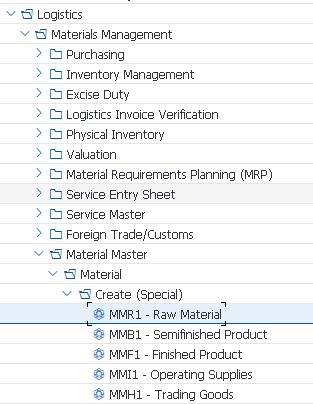 Logistics
Materials Management
Purchasing
Inventory Management
Excise Duty
Logistics Invoice Verification
Physical Inventory
Valuation
Material Requirements Planning (MRP)
Service Entry Sheet
Service Master
Foreign Trade/Customs
Material Master
Material
Create (Special)
MMR1 - Raw Material
MMB1 - Semifinished Product
MMF1 - Finished Product
MMI1 - Operating Supplies
MMH1 - Trading Goods